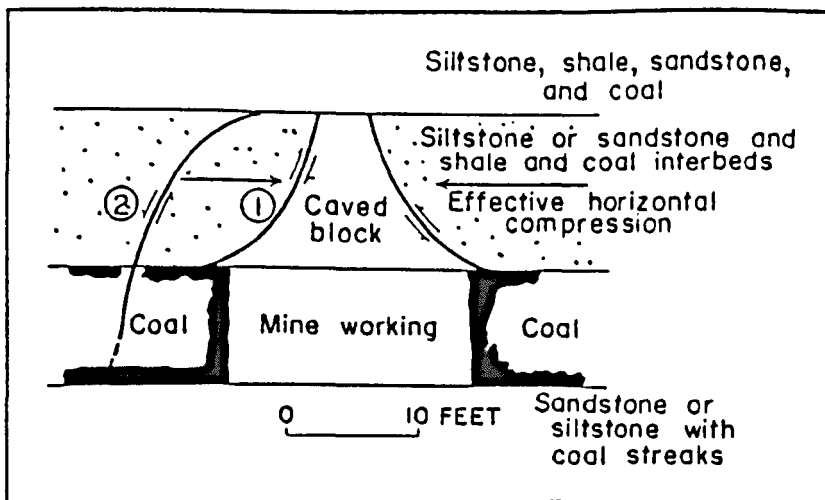 Siltstone, shale, sandstone,
and coal
Siltstone or sandstone and
shale and coal interbeds
Effective horizontal
compression
2
1
Caved
block
Coal
Mine working
Coal
0 10 FEET
Sandstone or
siltstone with
coal streaks